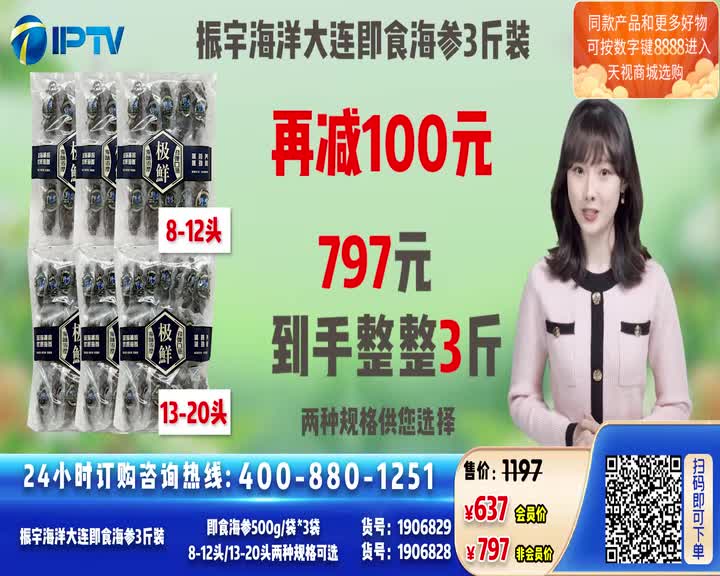 IPTV
振宇海洋大连即食海参3斤装
同款产品和更多好物
可按数字键8888进入
天视商城选购
再减100元
极鲜
8-12头
797元
到手整整3斤
极鲜
13-20头
两种规格供您选择
24小时订购咨询热线:400-880-1251
售价: 1197
¥637 会员价
¥797 非会员价
扫码即可下单
振宇海洋大连即食海参3斤装
即食海参500g/袋*3袋
8-12头/13-20头两种规格可选
货号: 1906829
货号: 1906828